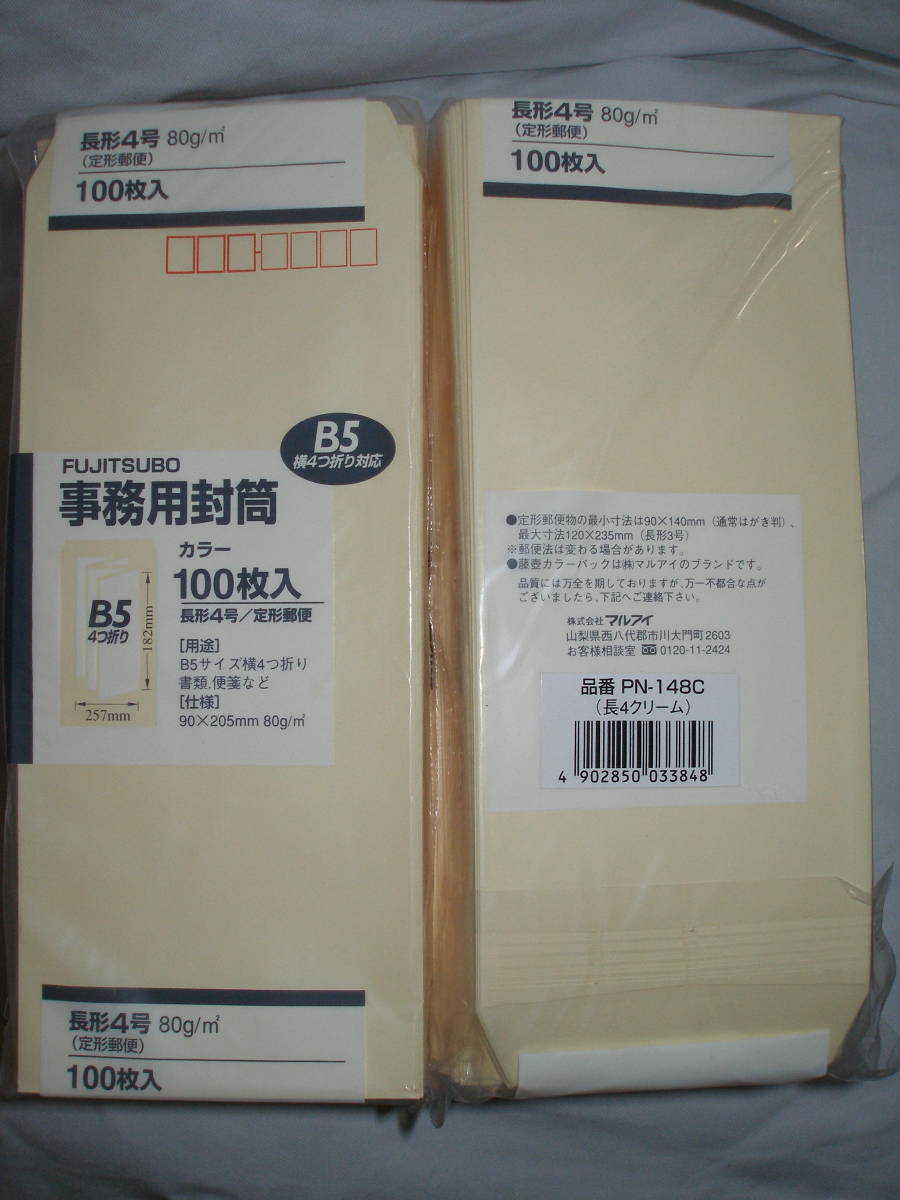 長形4号 80g/㎡
(定形郵便)
100枚入
B5
横4つ折り対応
FUJITSUBO
事務用封筒
カラー
100枚入
長形4号/定形郵便
B5
4つ折り
182mm
257mm
[用途]
B5サイズ横4つ折り
書類、便箋など
[仕様]
90×205mm 80g/㎡
長形4号 80g/㎡
(定形郵便)
100枚入
長形4号 80g/㎡
(定形郵便)
100枚入
●定形郵便物の最小寸法は90×140mm(通常はがき判)、
最大寸法120×235mm(長形3号)
※郵便法は変わる場合があります。
●藤壺カラーパックは㈱マルアイのブランドです。
品質には万全を期しておりますが、万一不都合な点が
ございましたら、下記へご連絡下さい。
株式会社マルアイ
山梨県西八代郡市川大門町2603
お客様相談室 0120-11-2424
品番 PN-148C
(長4クリーム)
4 902850 033848